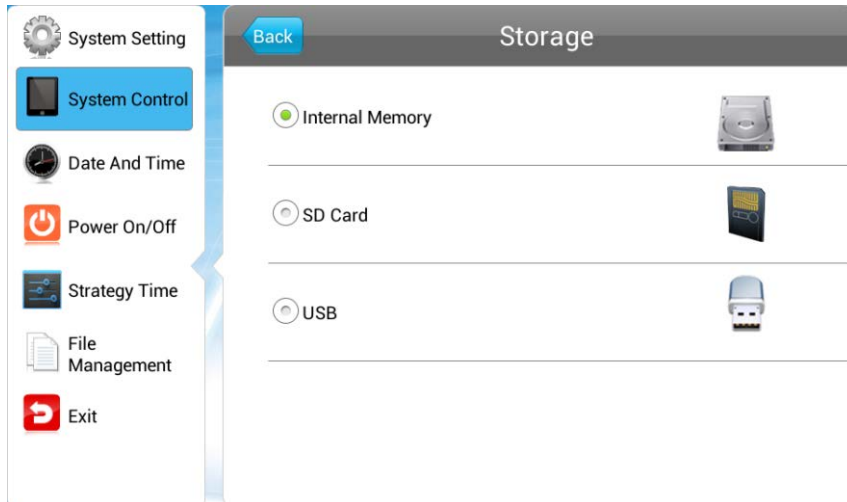 System Setting
System Control
Date And Time
Power On/Off
Strategy Time
File
Management
Exit
Back
Storage
Internal Memory
SD Card
USB